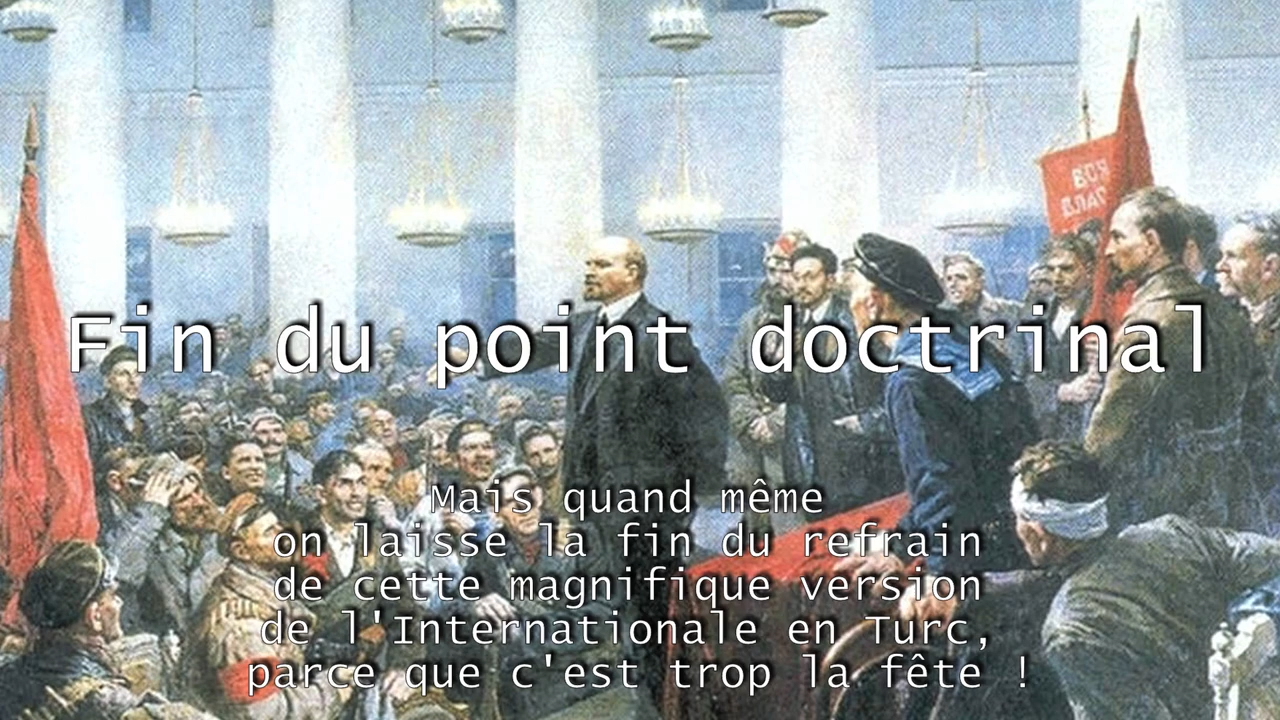 Fin du point doctrinal
Mais quand même
on laisse la fin du refrain
de cette magnifique version
de l'Internationale en Turc,
parce que c'est trop la fête !